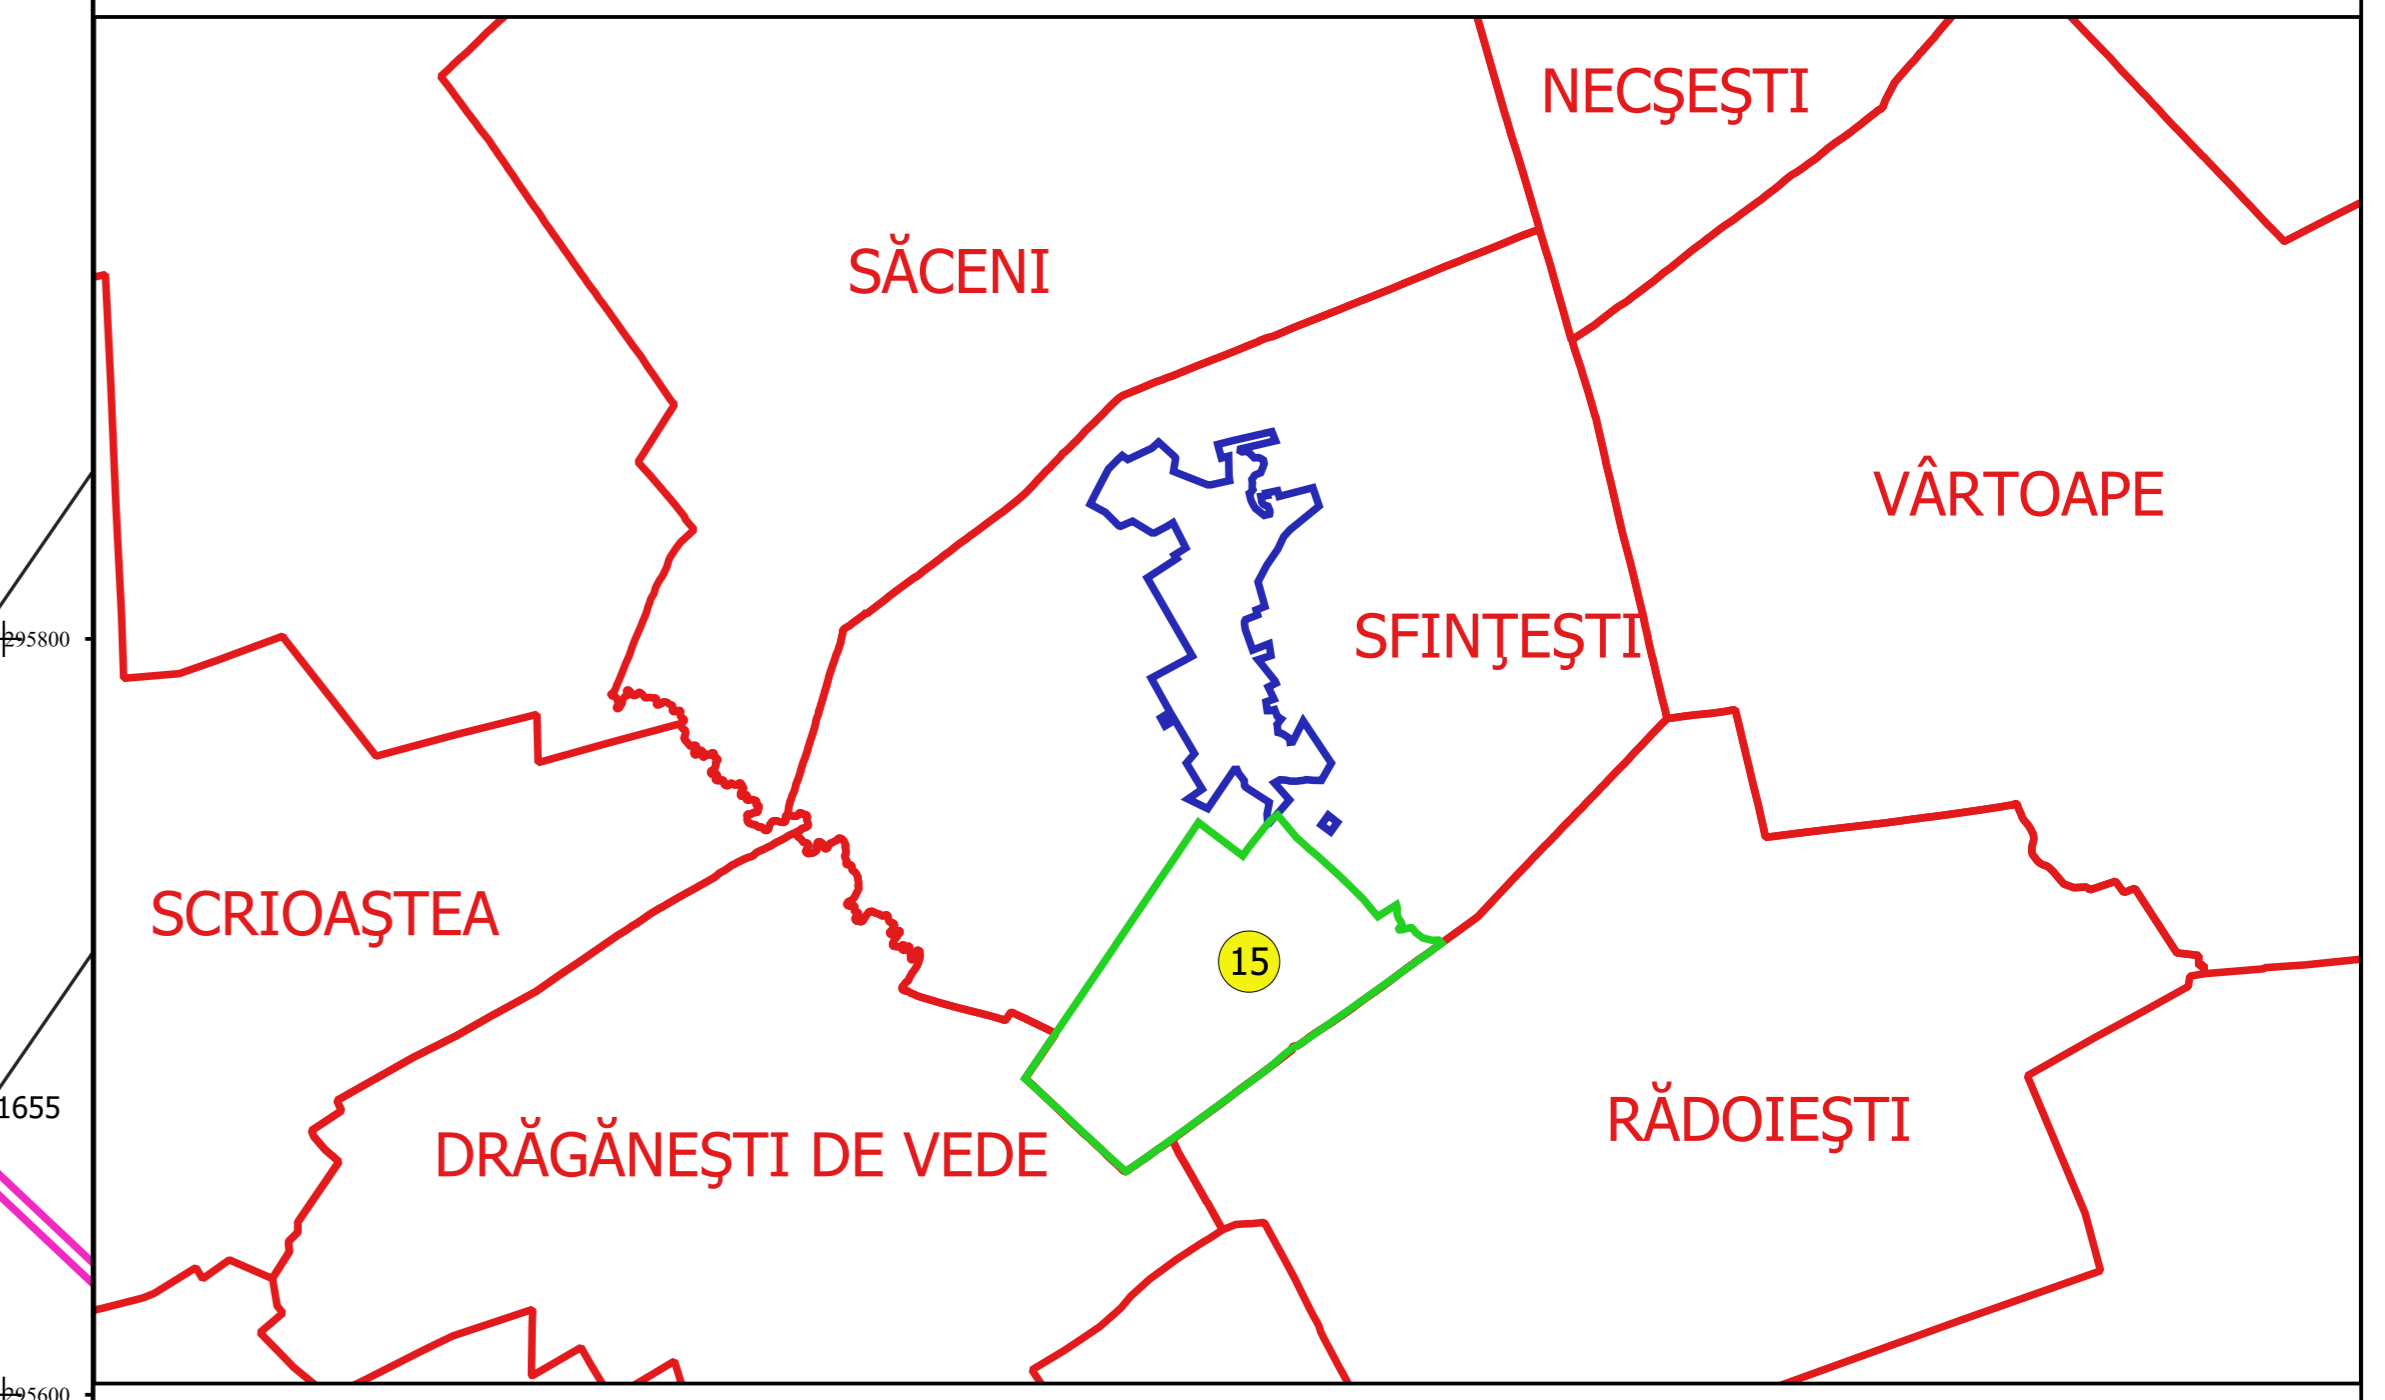 NECŞEŞTI
SĂCENI
VÂRTOAPE
SFINŢEŞTI
295800
SCRIOAŞTEA
15
1655
RĂDOIEŞTI
DRĂGĂNEŞTI DE VEDE
295600